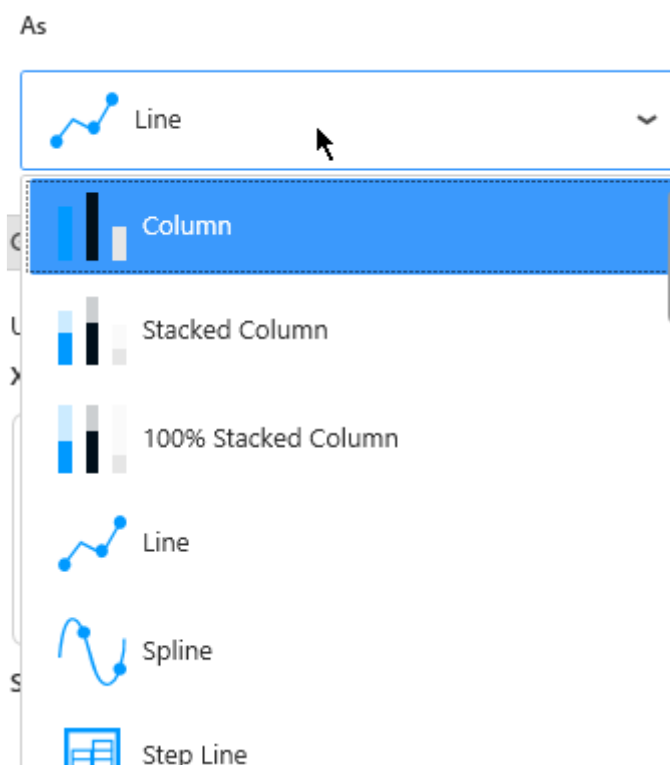 As
Line
Column
Stacked Column
100% Stacked Column
Line
Spline
Step Line